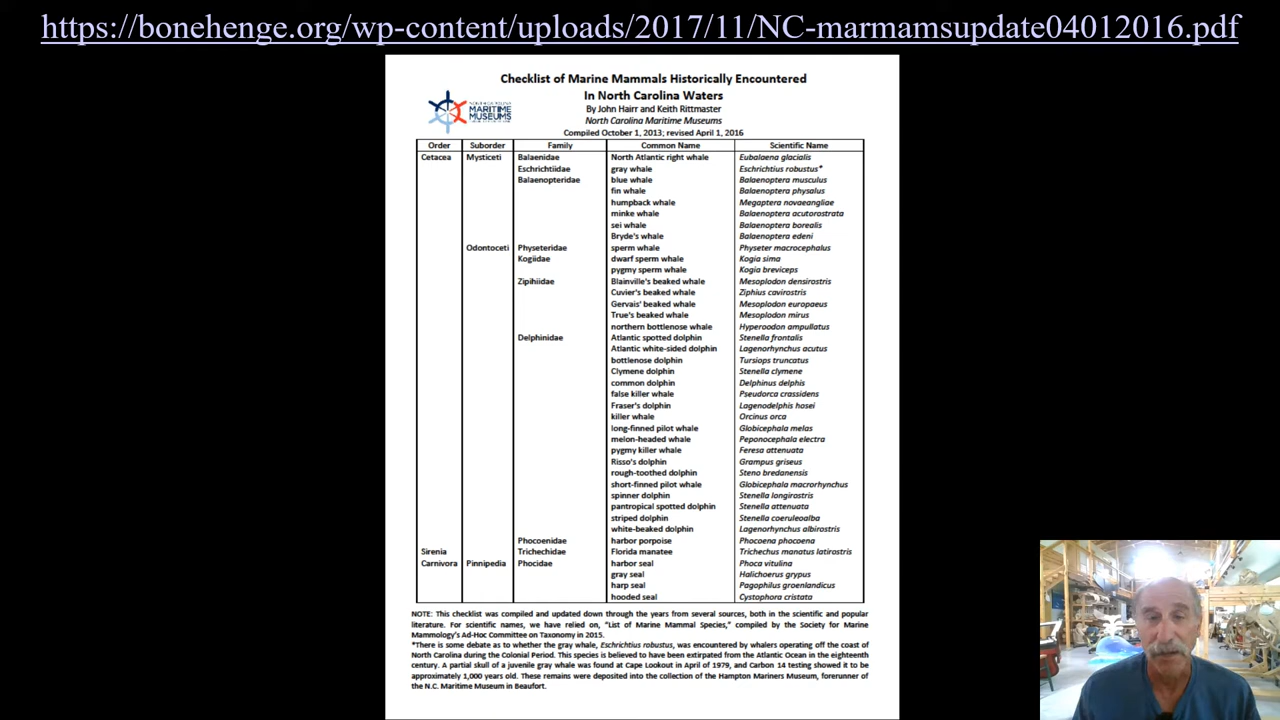 https://bonehenge.org/wp-content/uploads/2017/11/NC-marmamsupdate04012016.pdf
Checklist of Marine Mammals Historically Encountered
In North Carolina Waters
By John Hairr and Keith Rittmaster
North Carolina Maritime Museums
Compiled October 1, 2013; revised April 1, 2016
NORTH CAROLINA
MARITIME
MUSEUMS
Order Suborder Family Common Name Scientific Name
Cetacea Mysticeti Balaenidae North Atlantic right whale Eubalaena glacialis
Eschrichtiidae gray whale Eschrichtius robustus*
Balaenopteridae blue whale Balaenoptera musculus
fin whale Balaenoptera physalus
humpback whale Megaptera novaeangliae
minke whale Balaenoptera acutorostrata
sei whale Balaenoptera borealis
Bryde's whale Balaenoptera edeni
Odontoceti Physeteridae sperm whale Physeter macrocephalus
Kogiidae dwarf sperm whale Kogia sima
pygmy sperm whale Kogia breviceps
Zipihiidae Blainville's beaked whale Mesoplodon densirostris
Cuvier's beaked whale Ziphius cavirostris
Gervais' beaked whale Mesoplodon europaeus
True's beaked whale Mesoplodon mirus
northern bottlenose whale Hyperoodon ampullatus
Delphinidae Atlantic spotted dolphin Stenella frontalis
Atlantic white-sided dolphin Lagenorhynchus acutus
bottlenose dolphin Tursiops truncatus
Clymene dolphin Stenella clymene
common dolphin Delphinus delphis
false killer whale Pseudorca crassidens
Fraser's dolphin Lagenodelphis hosei
killer whale Orcinus orca
long-finned pilot whale Globicephala melas
melon-headed whale Peponocephala electra
pygmy killer whale Feresa attenuata
Risso's dolphin Grampus griseus
rough-toothed dolphin Steno bredanensis
short-finned pilot whale Globicephala macrorhynchus
spinner dolphin Stenella longirostris
pantropical spotted dolphin Stenella attenuata
striped dolphin Stenella coeruleoalba
white-beaked dolphin Lagenorhynchus albirostris
Phocoenidae harbor porpoise Phocoena phocoena
Sirenia Trichechidae Florida manatee Trichechus manatus latirostris
Carnivora Pinnipedia Phocidae harbor seal Phoca vitulina
gray seal Halichoerus grypus
harp seal Pagophilus groenlandicus
hooded seal Cystophora cristata
NOTE: This checklist was compiled and updated down through the years from several sources, both in the scientific and popular
literature. For scientific names, we have relied on, "List of Marine Mammal Species," compiled by the Society for Marine
Mammology's Ad-Hoc Committee on Taxonomy in 2015.
*There is some debate as to whether the gray whale, Eschrichtius robustus, was encountered by whalers operating off the coast of
North Carolina during the Colonial Period. This species is believed to have been extirpated from the Atlantic Ocean in the eighteenth
century. A partial skull of a juvenile gray whale was found at Cape Lookout in April of 1979, and Carbon 14 testing showed it to be
approximately 1,000 years old. These remains were deposited into the collection of the Hampton Mariners Museum, forerunner of
the N.C. Maritime Museum in Beaufort.